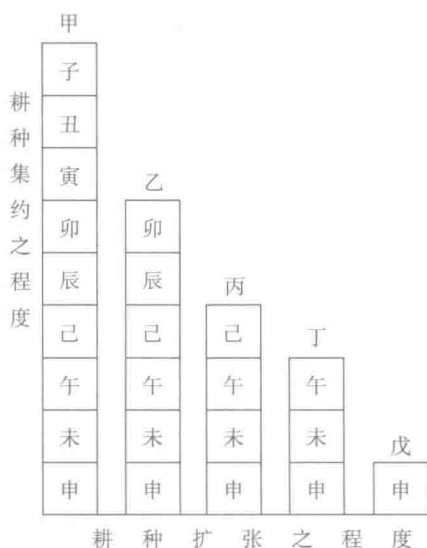 甲
子
丑
寅
卯
辰
己
午
未
申
乙
卯
辰
己
午
未
申
丙
己
午
未
申
丁
午
未
申
戊
申
耕种集约之程度
耕种扩张之程度